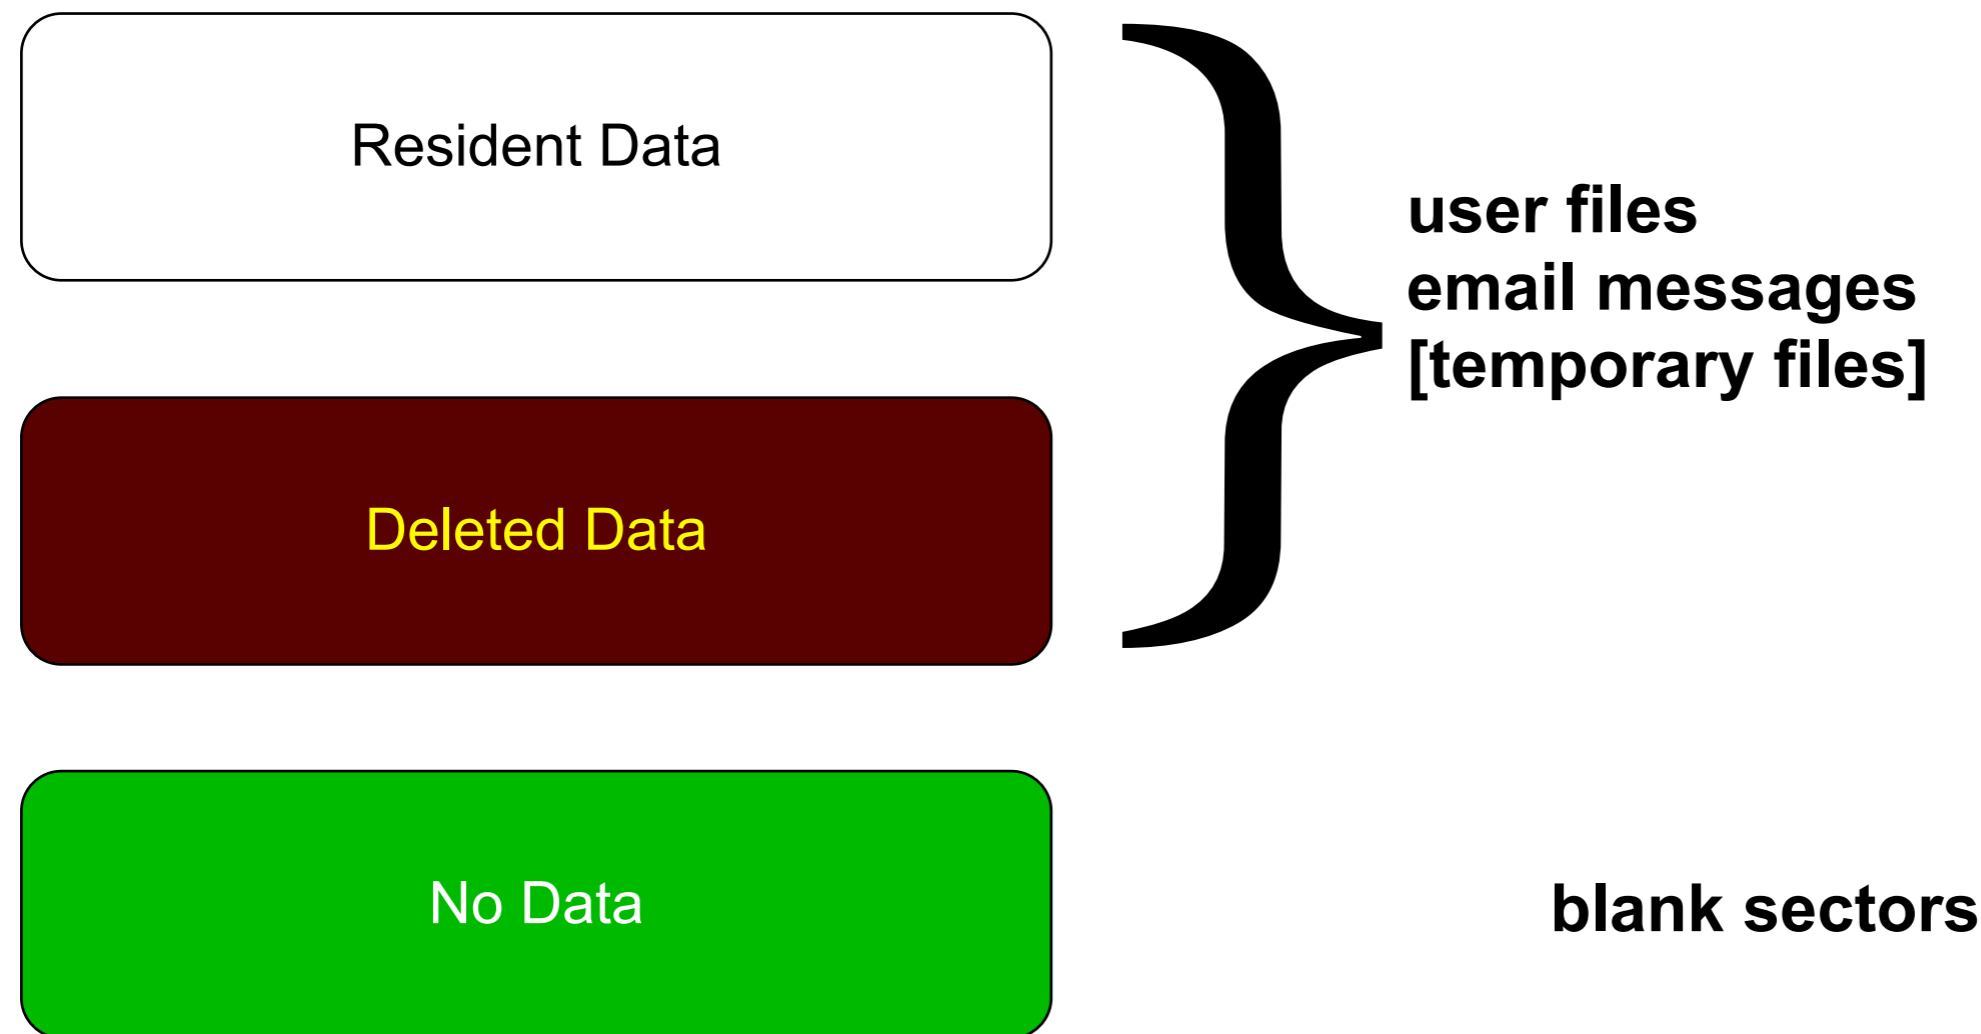 Resident Data
user files
email messages
[temporary files]
Deleted Data
No Data
blank sectors